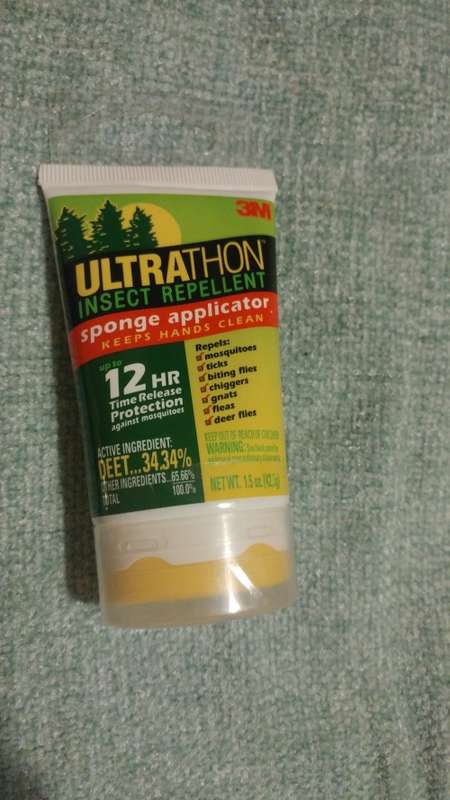 3M
ULTRATHON
INSECT REPELLENT
sponge applicator
KEEPS HANDS CLEAN
up to
12 HR
Time Release
Protection
against mosquitoes
Repels:
mosquitoes
ticks
biting flies
chiggers
gnats
fleas
deer flies
ACTIVE INGREDIENT:
DEET...34.34%
OTHER INGREDIENTS...65.66%
TOTAL 100.0%
KEEP OUT OF REACH OF CHILDREN
WARNING:
NET WT. 1.5 oz.